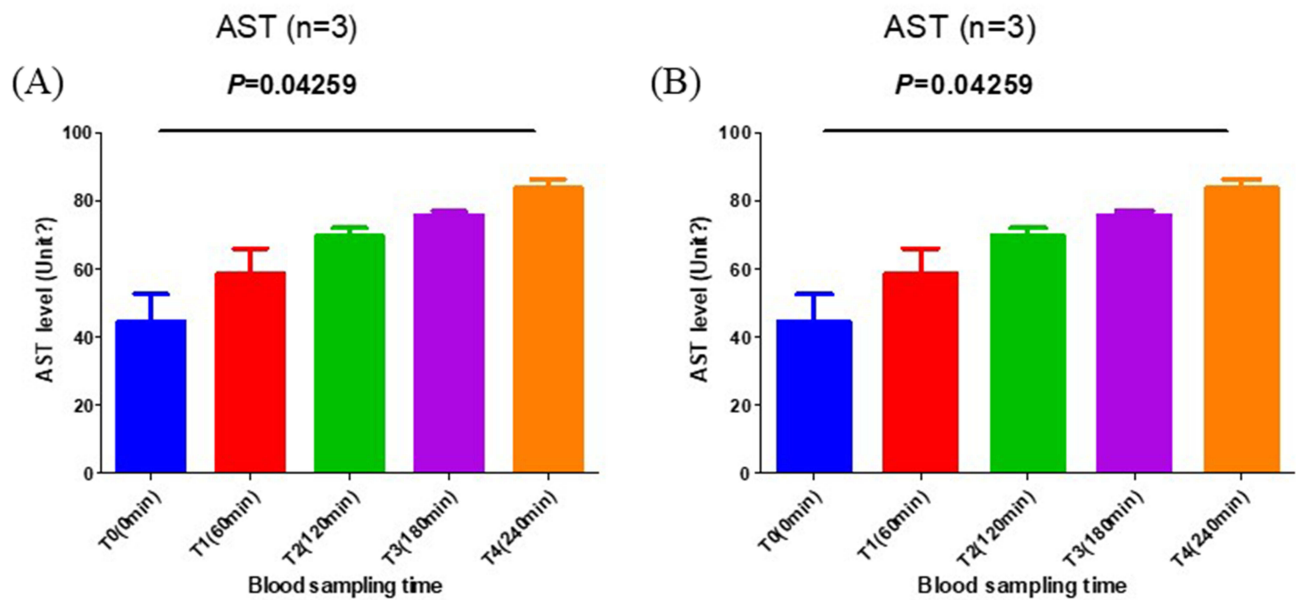 AST (n=3)
(A)
P=0.04259
100
80
60
40
20
0
AST level (Unit?)
T0(0min)
T1(60min)
T2(120min)
T3(180min)
T4(240min)
Blood sampling time
AST (n=3)
(B)
P=0.04259
100
80
60
40
20
0
AST level (Unit?)
T0(0min)
T1(60min)
T2(120min)
T3(180min)
T4(240min)
Blood sampling time